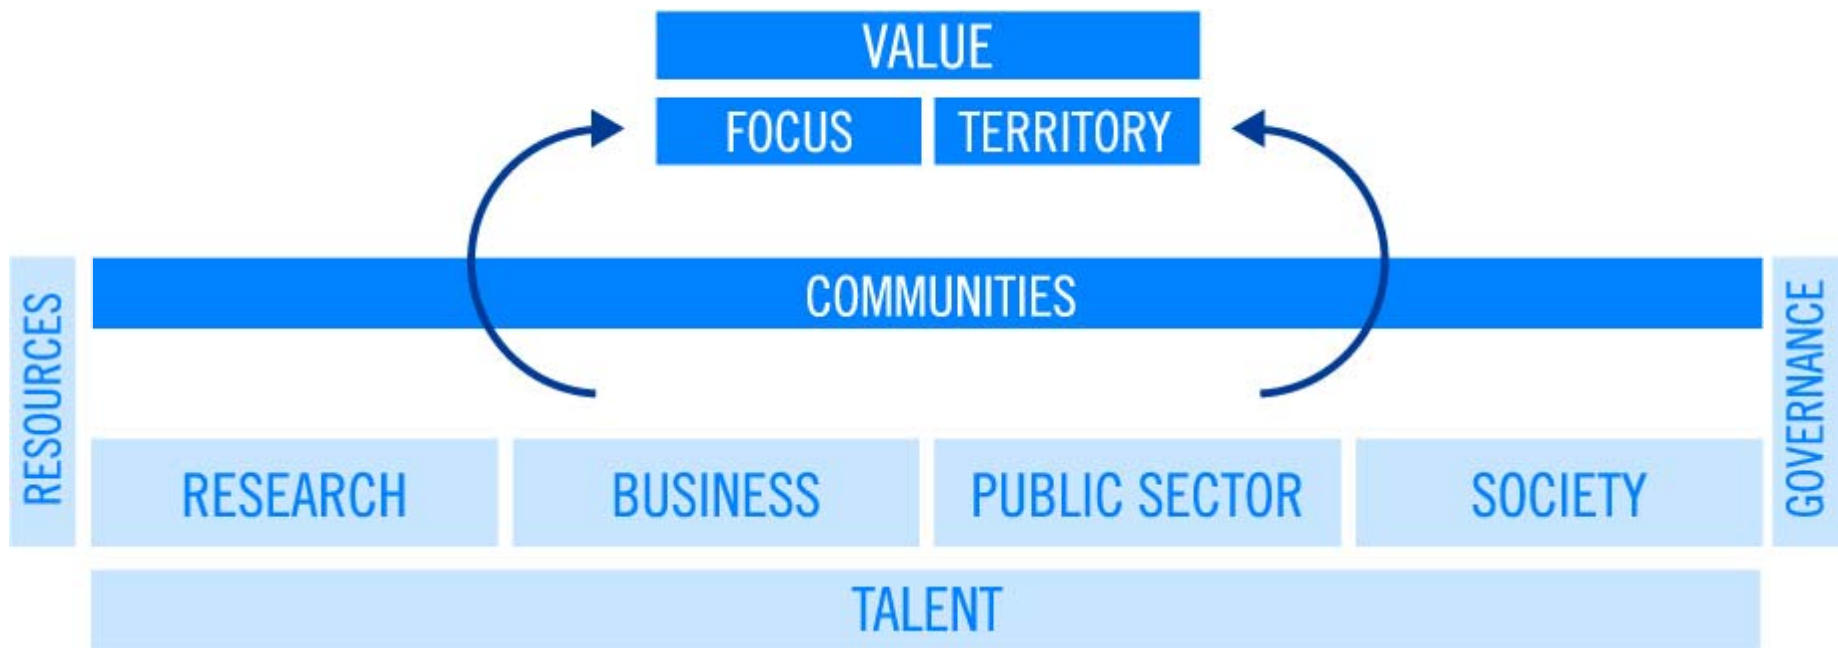 VALUE
FOCUS
TERRITORY
COMMUNITIES
RESOURCES
GOVERNANCE
RESEARCH
BUSINESS
PUBLIC SECTOR
SOCIETY
TALENT